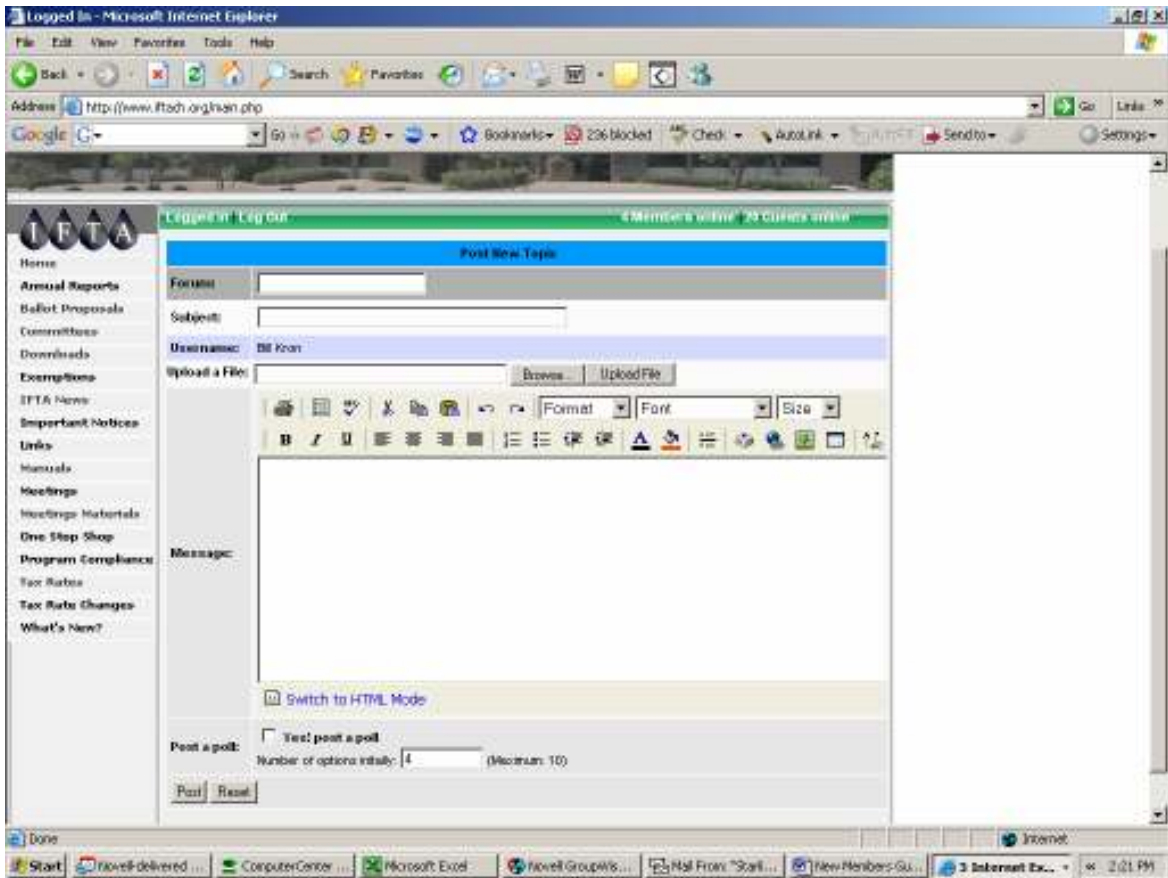 Logged In - Microsoft Internet Explorer
File Edit View Favorites Tools Help
Back Search Favorites
Address http://www.iftach.org/main.php Go Links
Google G Go Bookmarks 236 blocked Check AutoLink Send to Settings
IFTA
Logged in | Log Out 6 Members online | 20 Guests online
Post New Topic
Home
Annual Reports
Ballot Proposals
Committees
Downloads
Exemptions
IFTA News
Important Notices
Links
Manuals
Meetings
Meetings Materials
One Stop Shop
Program Compliance
Tax Rates
Tax Rate Changes
What's New?
Forum:
Subject:
Username: Bill Kron
Upload a File: Browse... Upload File
Format Font Size
B I U
Message:
Switch to HTML Mode
Post a poll: Yes! post a poll
Number of options initially: 4 (Maximum: 10)
Post Reset
Done Internet
Start Novell-delivered ... ComputerCenter ... Microsoft Excel Novell GroupWis... Mail From: "Starli... New Members Gu... 3 Internet Ex... 2:21 PM